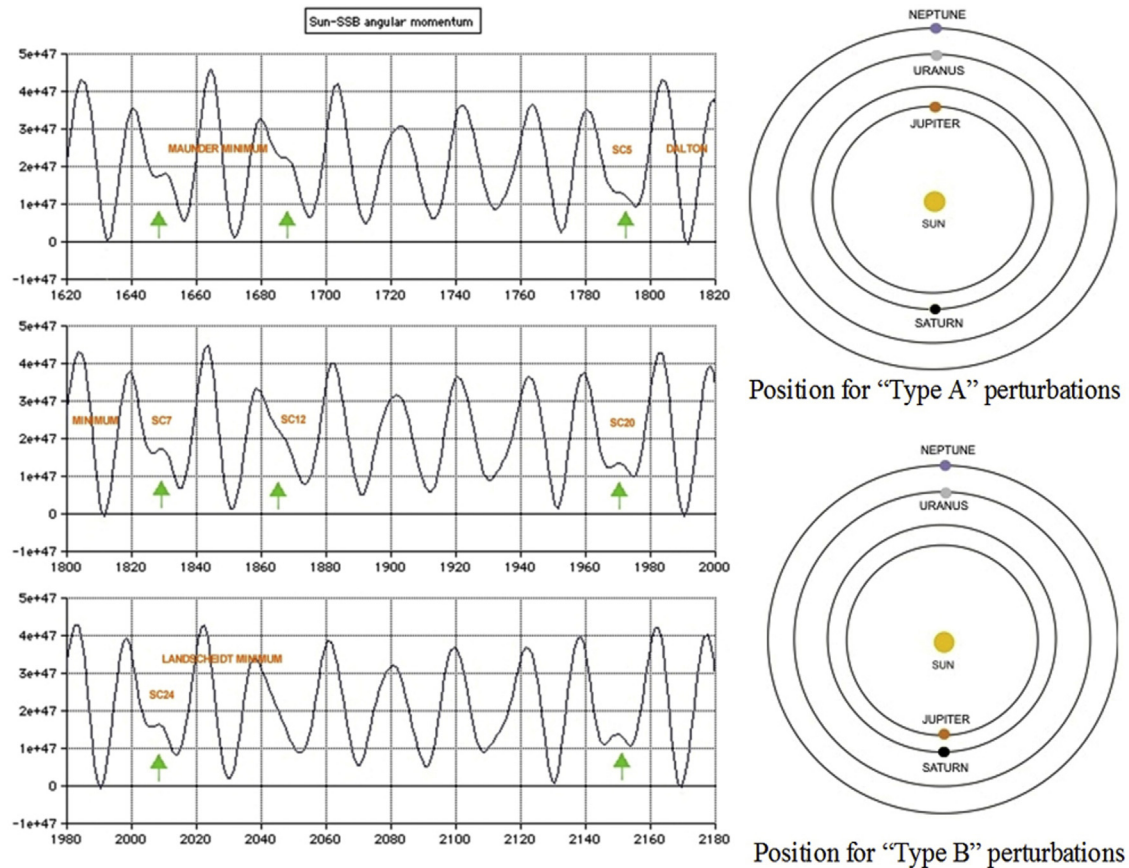 Sun-SSB angular momentum
5e+47
4e+47
3e+47
2e+47
1e+47
0
-1e+47
MAUNDER MINIMUM
SC5
DALTON
1620 1640 1660 1680 1700 1720 1740 1760 1780 1800 1820
5e+47
4e+47
3e+47
2e+47
1e+47
0
-1e+47
MINIMUM
SC7
SC12
SC20
1800 1820 1840 1860 1880 1900 1920 1940 1960 1980 2000
5e+47
4e+47
3e+47
2e+47
1e+47
0
-1e+47
LANDSCHEIDT MINIMUM
SC24
1980 2000 2020 2040 2060 2080 2100 2120 2140 2160 2180
NEPTUNE
URANUS
JUPITER
SUN
SATURN
Position for “Type A” perturbations
NEPTUNE
URANUS
SUN
JUPITER
SATURN
Position for “Type B” perturbations